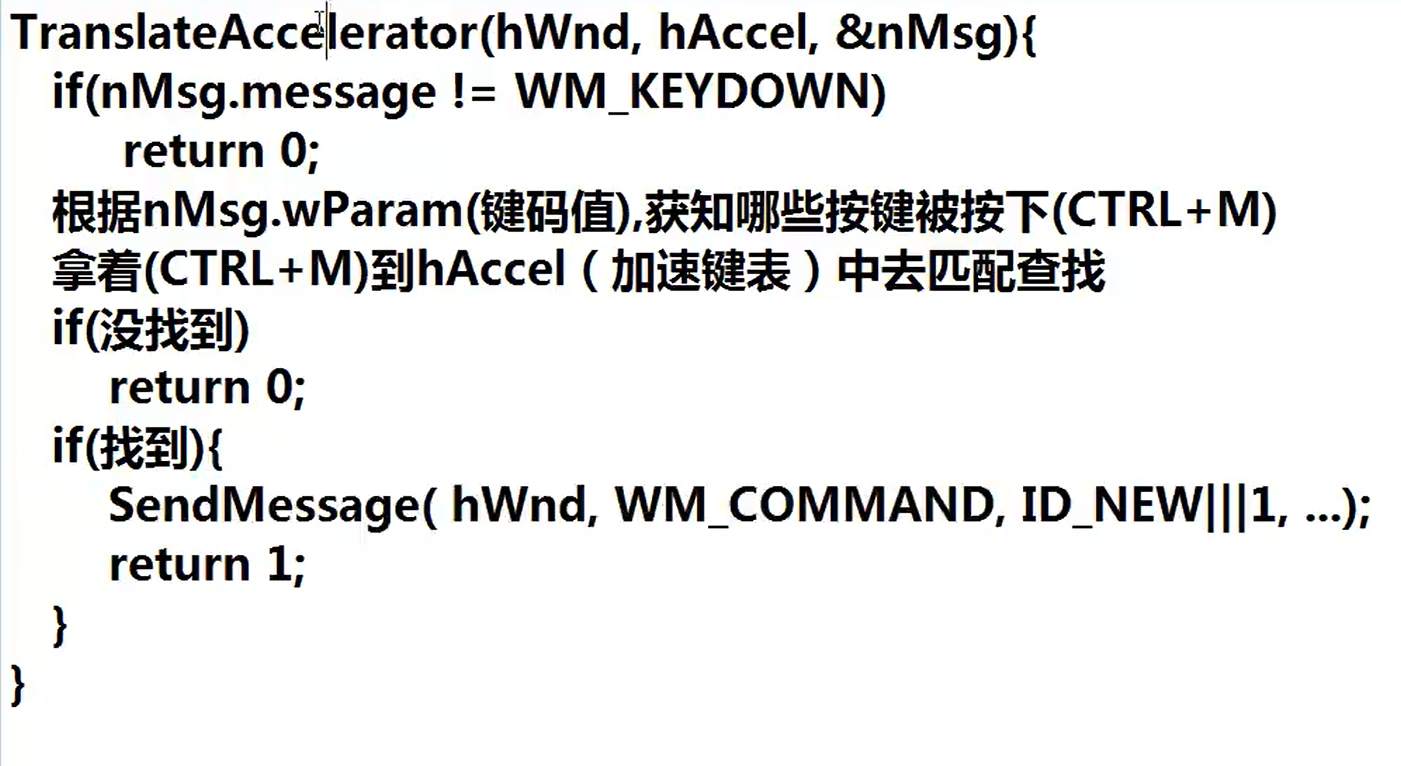 TranslateAccelerator(hWnd, hAccel, &nMsg){
if(nMsg.message != WM_KEYDOWN)
return 0;
根据nMsg.wParam(键码值),获知哪些按键被按下(CTRL+M)
拿着(CTRL+M)到hAccel（加速键表）中去匹配查找
if(没找到)
return 0;
if(找到){
SendMessage( hWnd, WM_COMMAND, ID_NEW|||1, ...);
return 1;
}
}